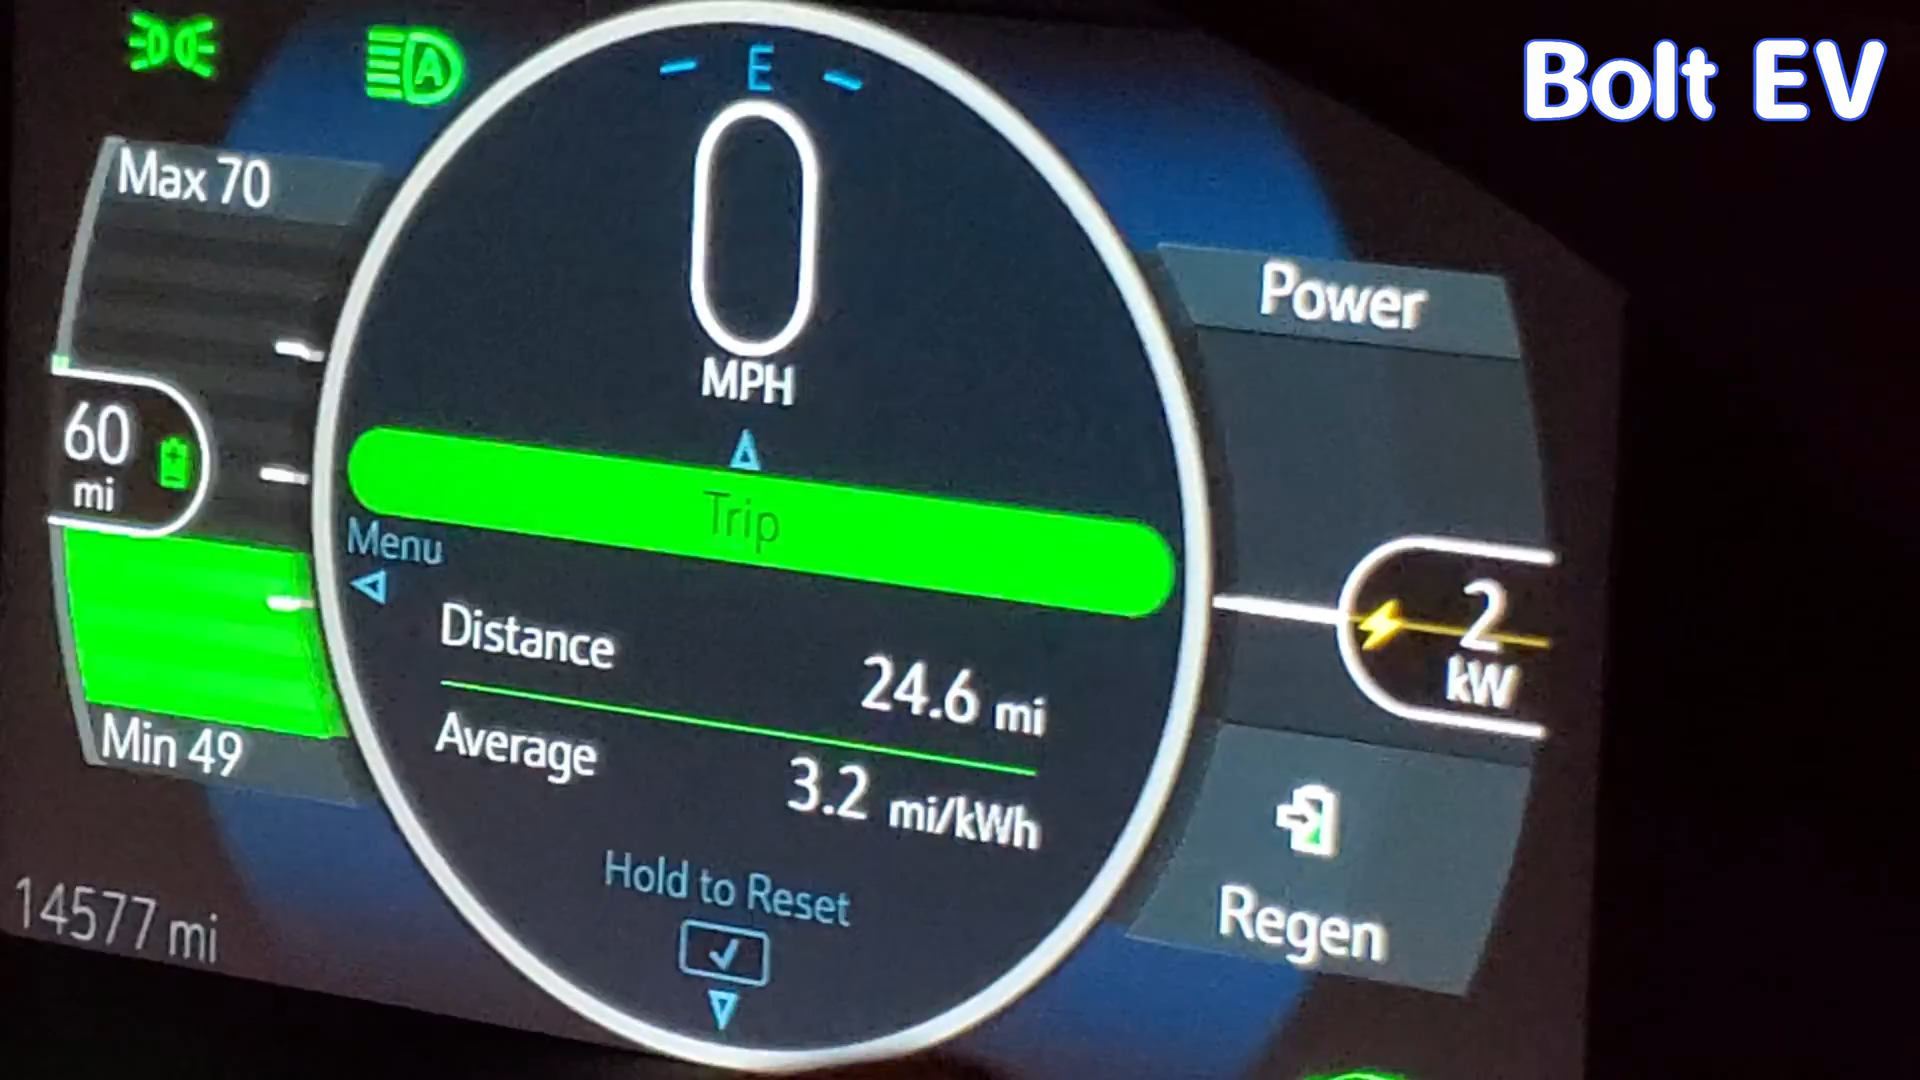 Bolt EV
E
Max 70
0
MPH
Power
60
mi
Trip
Menu
2
kW
Distance
24.6 mi
Average
3.2 mi/kWh
Min 49
Hold to Reset
Regen
14577 mi